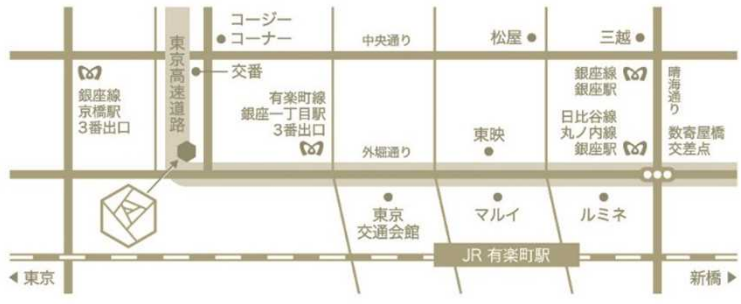 コージー
コーナー
中央通り
松屋
三越
東京高速道路
交番
銀座線
京橋駅
3番出口
有楽町線
銀座一丁目駅
3番出口
銀座線
銀座駅
晴海通り
日比谷線
丸ノ内線
銀座駅
数寄屋橋
交差点
東映
外堀通り
東京
交通会館
マルイ
ルミネ
JR 有楽町駅
東京
新橋